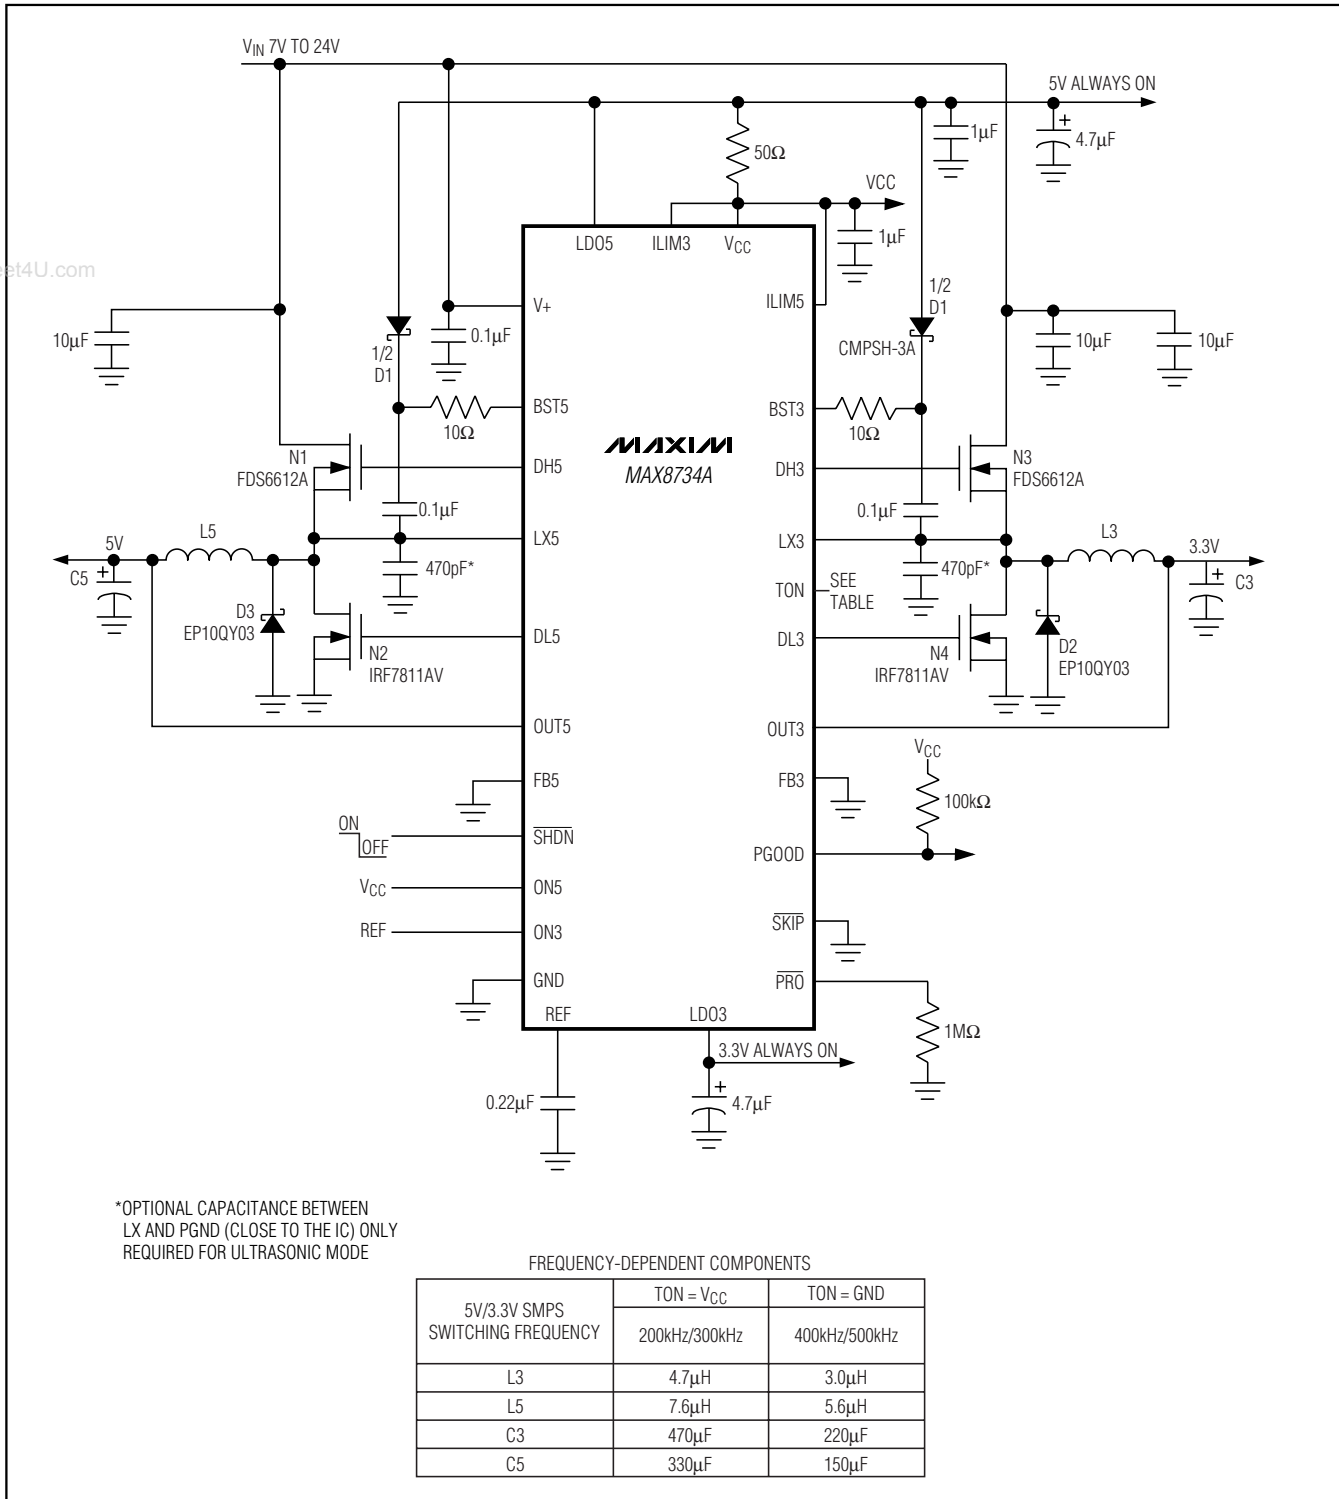 V_IN 7V TO 24V
5V ALWAYS ON
1µF
4.7µF
50Ω
VCC
1µF
LDO5
ILIM3
V_CC
et4U.com
V+
ILIM5
1/2
D1
CMPSH-3A
10µF
0.1µF
1/2
D1
10µF
10µF
BST5
10Ω
BST3
10Ω
MAXIM
MAX8734A
N1
FDS6612A
DH5
DH3
N3
FDS6612A
0.1µF
0.1µF
5V
L5
LX5
LX3
L3
3.3V
C5
+
470pF*
470pF*
+
C3
TON
SEE
TABLE
D3
EP10QY03
N2
IRF7811AV
DL5
DL3
N4
IRF7811AV
D2
EP10QY03
OUT5
OUT3
FB5
FB3
V_CC
100kΩ
ON
OFF
SHDN
PGOOD
V_CC
ON5
REF
ON3
SKIP
GND
PRO
REF
LDO3
1MΩ
3.3V ALWAYS ON
0.22µF
+
4.7µF
*OPTIONAL CAPACITANCE BETWEEN
LX AND PGND (CLOSE TO THE IC) ONLY
REQUIRED FOR ULTRASONIC MODE
FREQUENCY-DEPENDENT COMPONENTS
5V/3.3V SMPS
SWITCHING FREQUENCY
TON = V_CC
TON = GND
200kHz/300kHz
400kHz/500kHz
L3 4.7µH 3.0µH
L5 7.6µH 5.6µH
C3 470µF 220µF
C5 330µF 150µF